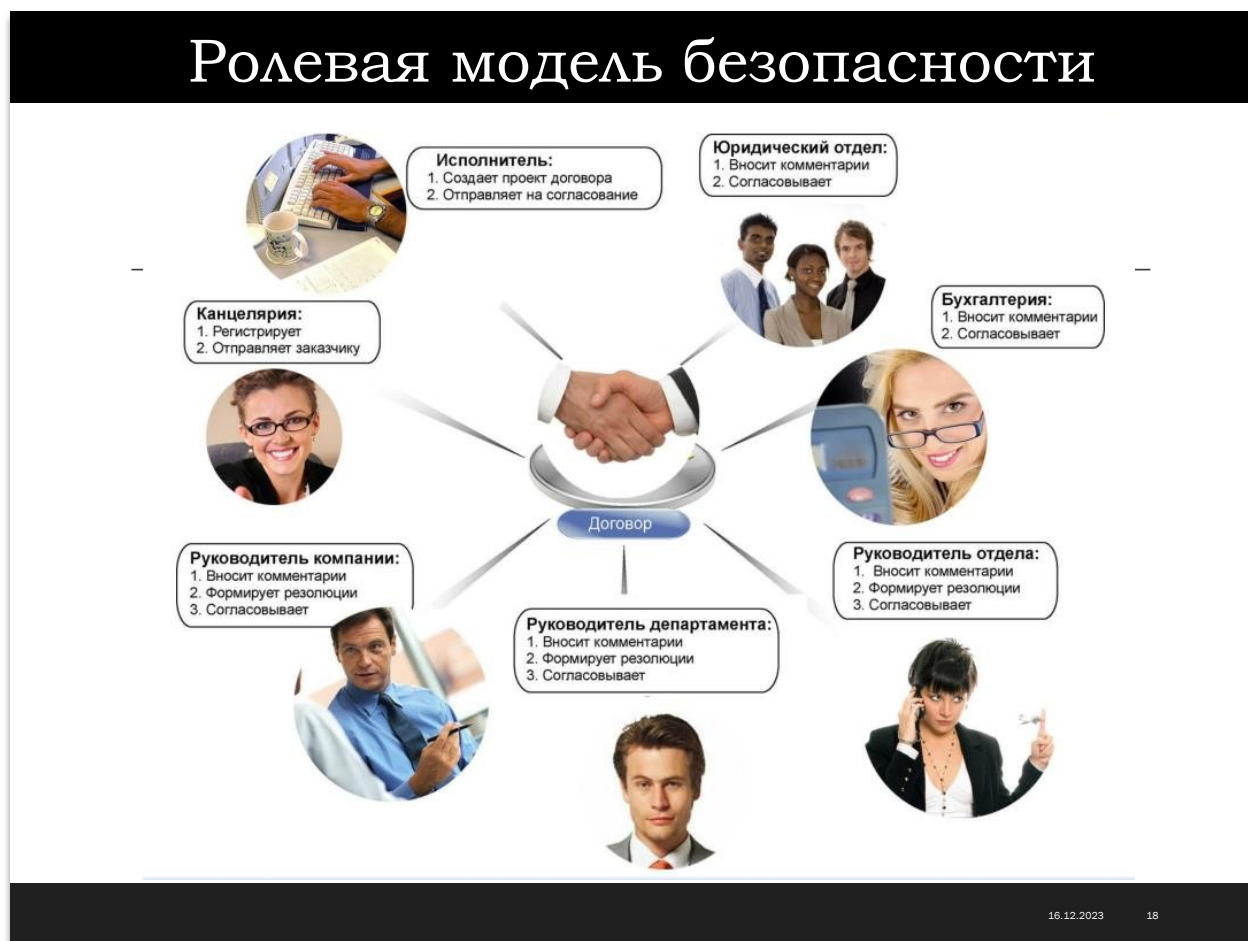 Ролевая модель безопасности
Исполнитель:
1. Создает проект договора
2. Отправляет на согласование
Юридический отдел:
1. Вносит комментарии
2. Согласовывает
Канцелярия:
1. Регистрирует
2. Отправляет заказчику
Бухгалтерия:
1. Вносит комментарии
2. Согласовывает
Договор
Руководитель компании:
1. Вносит комментарии
2. Формирует резолюции
3. Согласовывает
Руководитель департамента:
1. Вносит комментарии
2. Формирует резолюции
3. Согласовывает
Руководитель отдела:
1. Вносит комментарии
2. Формирует резолюции
3. Согласовывает
16.12.2023
18